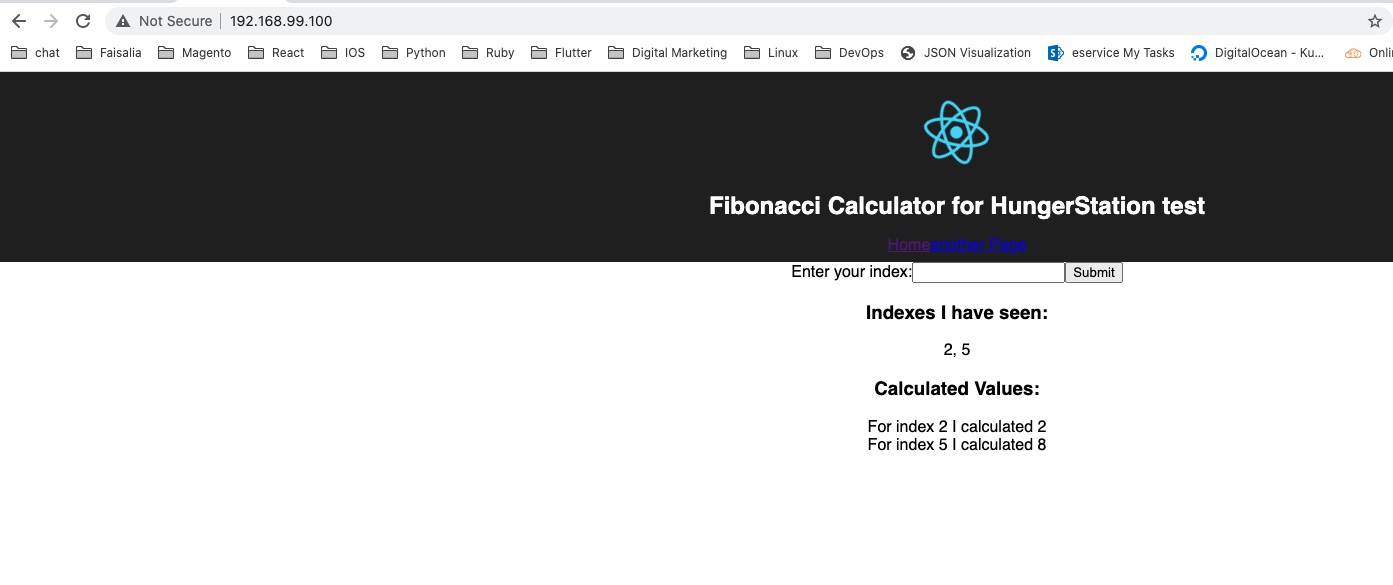 Not Secure 192.168.99.100
chat Faisalia Magento React IOS Python Ruby Flutter Digital Marketing Linux DevOps JSON Visualization eservice My Tasks DigitalOcean - Ku... Onli
Fibonacci Calculator for HungerStation test
Homeanother Page
Enter your index: Submit
Indexes I have seen:
2, 5
Calculated Values:
For index 2 I calculated 2
For index 5 I calculated 8